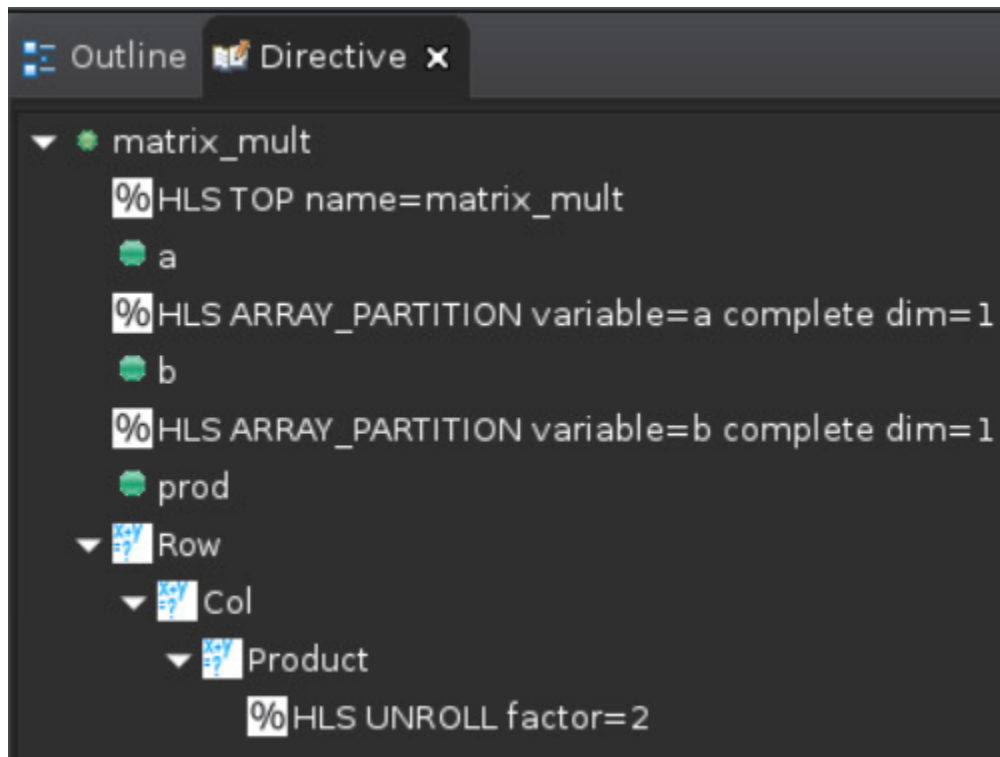 Outline Directive
matrix_mult
% HLS TOP name=matrix_mult
a
% HLS ARRAY_PARTITION variable=a complete dim=1
b
% HLS ARRAY_PARTITION variable=b complete dim=1
prod
x+y=? Row
x+y=? Col
x+y=? Product
% HLS UNROLL factor=2